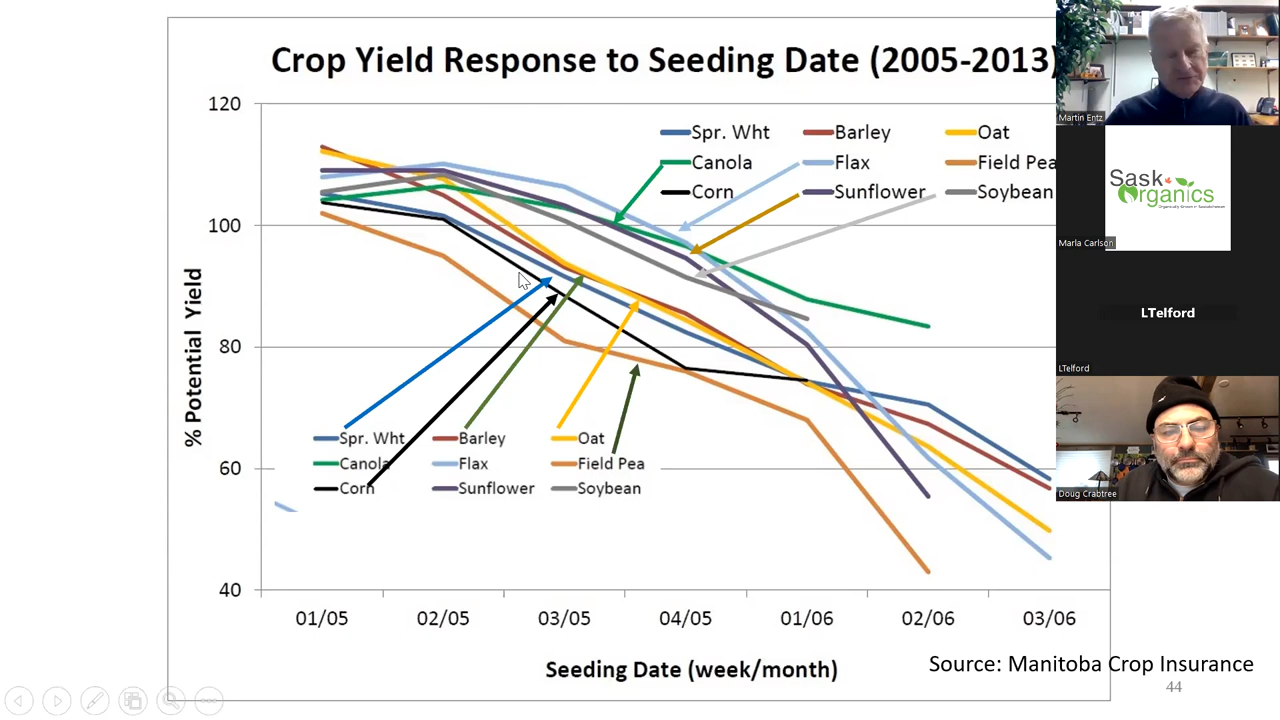 Crop Yield Response to Seeding Date (2005-2013)
120
100
80
60
40
% Potential Yield
Spr. Wht Barley Oat
Canola Flax Field Pea
Corn Sunflower Soybean
Spr. Wht Barley Oat
Canola Flax Field Pea
Corn Sunflower Soybean
01/05 02/05 03/05 04/05 01/06 02/06 03/06
Seeding Date (week/month)
Source: Manitoba Crop Insurance
44
Martin Entz
Sask
Organics
Marla Carlson
LTelford
LTelford
Doug Crabtree